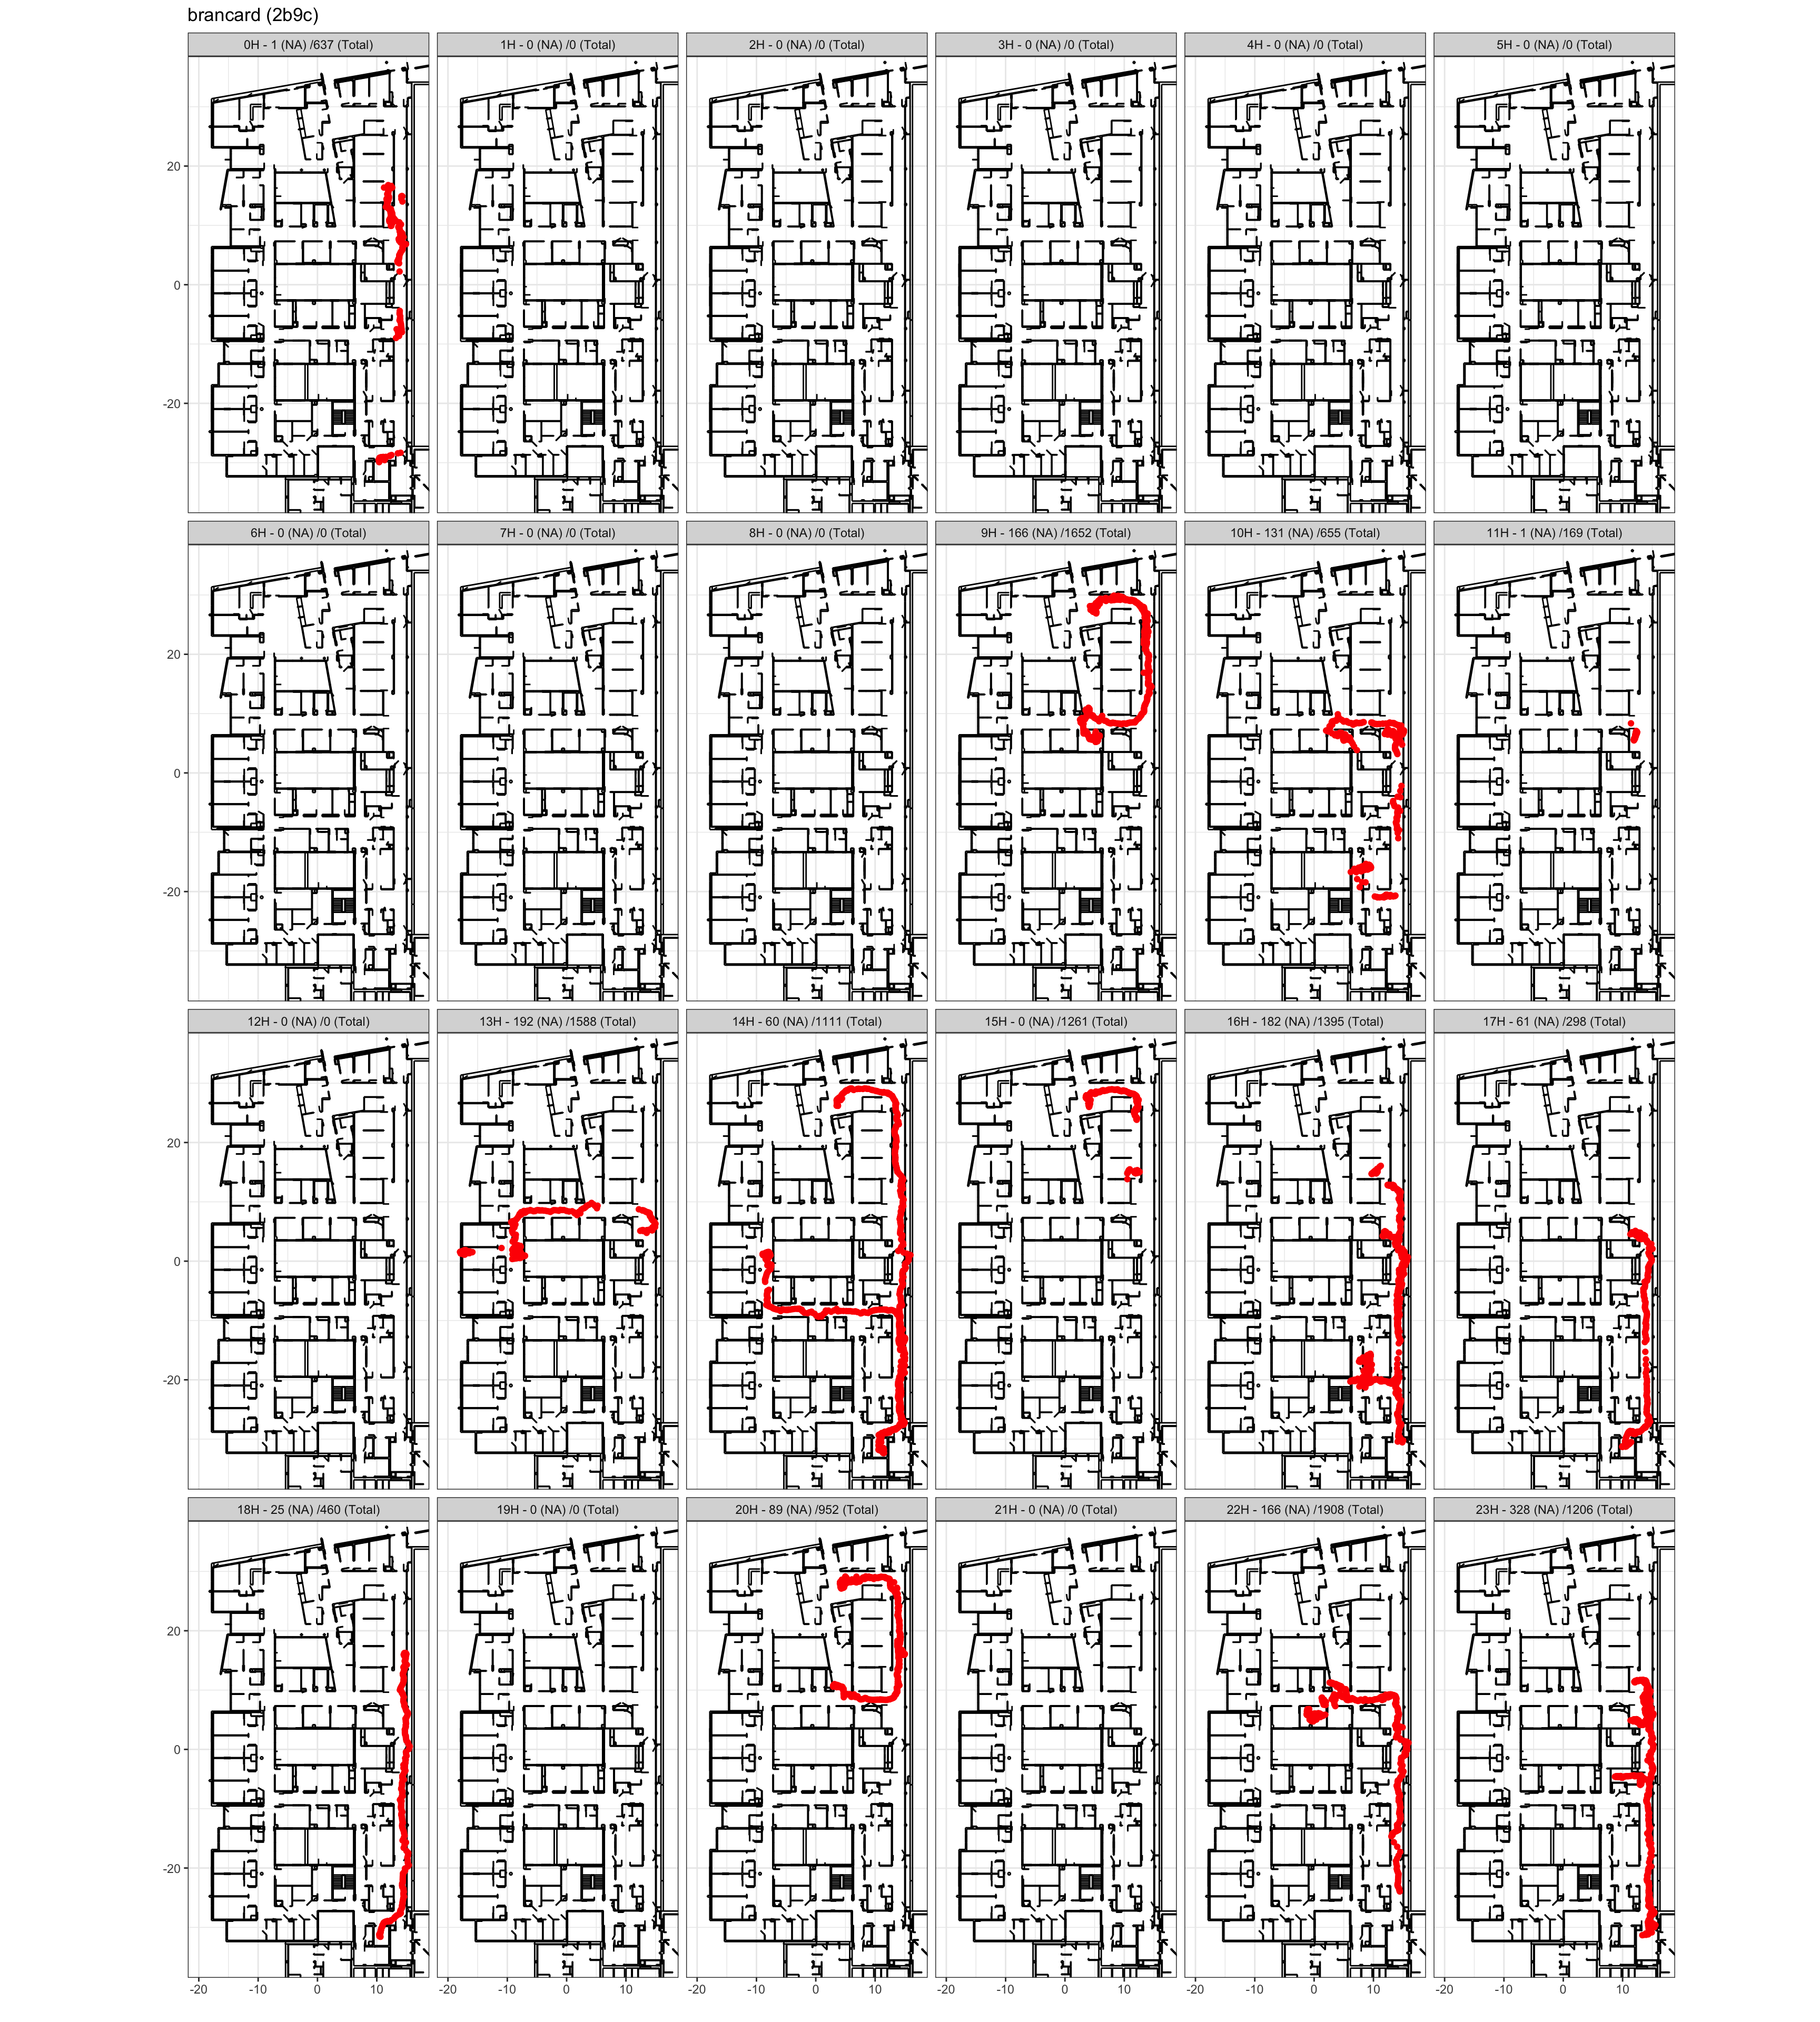 brancard (2b9c)
0H - 1 (NA) /637 (Total) 1H - 0 (NA) /0 (Total) 2H - 0 (NA) /0 (Total) 3H - 0 (NA) /0 (Total) 4H - 0 (NA) /0 (Total) 5H - 0 (NA) /0 (Total)
20
0
-20
6H - 0 (NA) /0 (Total) 7H - 0 (NA) /0 (Total) 8H - 0 (NA) /0 (Total) 9H - 166 (NA) /1652 (Total) 10H - 131 (NA) /655 (Total) 11H - 1 (NA) /169 (Total)
20
0
-20
12H - 0 (NA) /0 (Total) 13H - 192 (NA) /1588 (Total) 14H - 60 (NA) /1111 (Total) 15H - 0 (NA) /1261 (Total) 16H - 182 (NA) /1395 (Total) 17H - 61 (NA) /298 (Total)
20
0
-20
18H - 25 (NA) /460 (Total) 19H - 0 (NA) /0 (Total) 20H - 89 (NA) /952 (Total) 21H - 0 (NA) /0 (Total) 22H - 166 (NA) /1908 (Total) 23H - 328 (NA) /1206 (Total)
20
0
-20
-20 -10 0 10 -20 -10 0 10 -20 -10 0 10 -20 -10 0 10 -20 -10 0 10 -20 -10 0 10